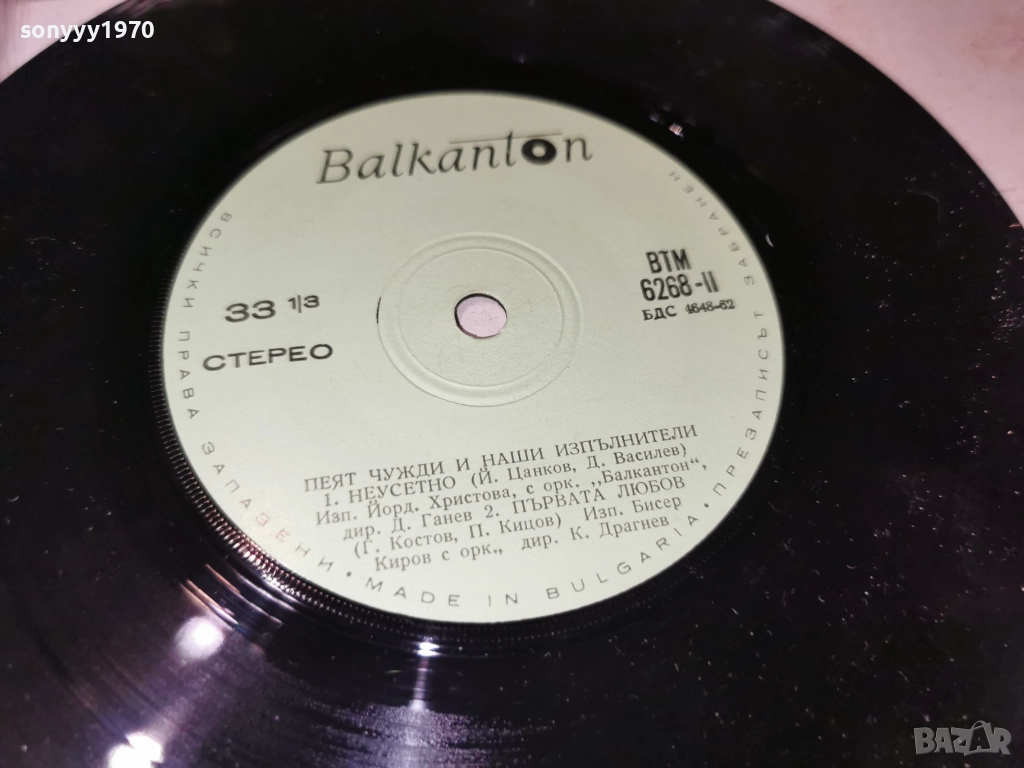 sonyyy1970
Balkanton
ВСИЧКИ ПРАВА ЗАПАЗЕНИ • MADE IN BULGARIA • ПРЕЗАПИСЪТ ЗАБРАНЕН
33 1/3
СТЕРЕО
ВТМ
6268-II
БДС 4648-62
ПЕЯТ ЧУЖДИ И НАШИ ИЗПЪЛНИТЕЛИ
1. НЕУСЕТНО (Й. Цанков, Д. Василев)
Изп. Йорд. Христова, с орк. „Балкантон“,
дир. Д. Ганев 2. ПЪРВАТА ЛЮБОВ
(Г. Костов, П. Кицов) Изп. Бисер
Киров с орк., дир. К. Драгнев
BAZAR